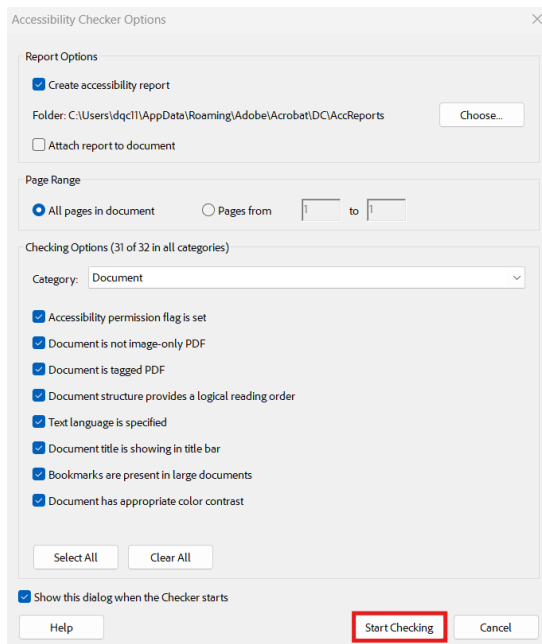 Accessibility Checker Options
Report Options
Create accessibility report
Folder: C:\Users\dqc11\AppData\Roaming\Adobe\Acrobat\DC\AccReports
Choose...
Attach report to document
Page Range
All pages in document
Pages from
1
to
1
Checking Options (31 of 32 in all categories)
Category:
Document
Accessibility permission flag is set
Document is not image-only PDF
Document is tagged PDF
Document structure provides a logical reading order
Text language is specified
Document title is showing in title bar
Bookmarks are present in large documents
Document has appropriate color contrast
Select All
Clear All
Show this dialog when the Checker starts
Help
Start Checking
Cancel